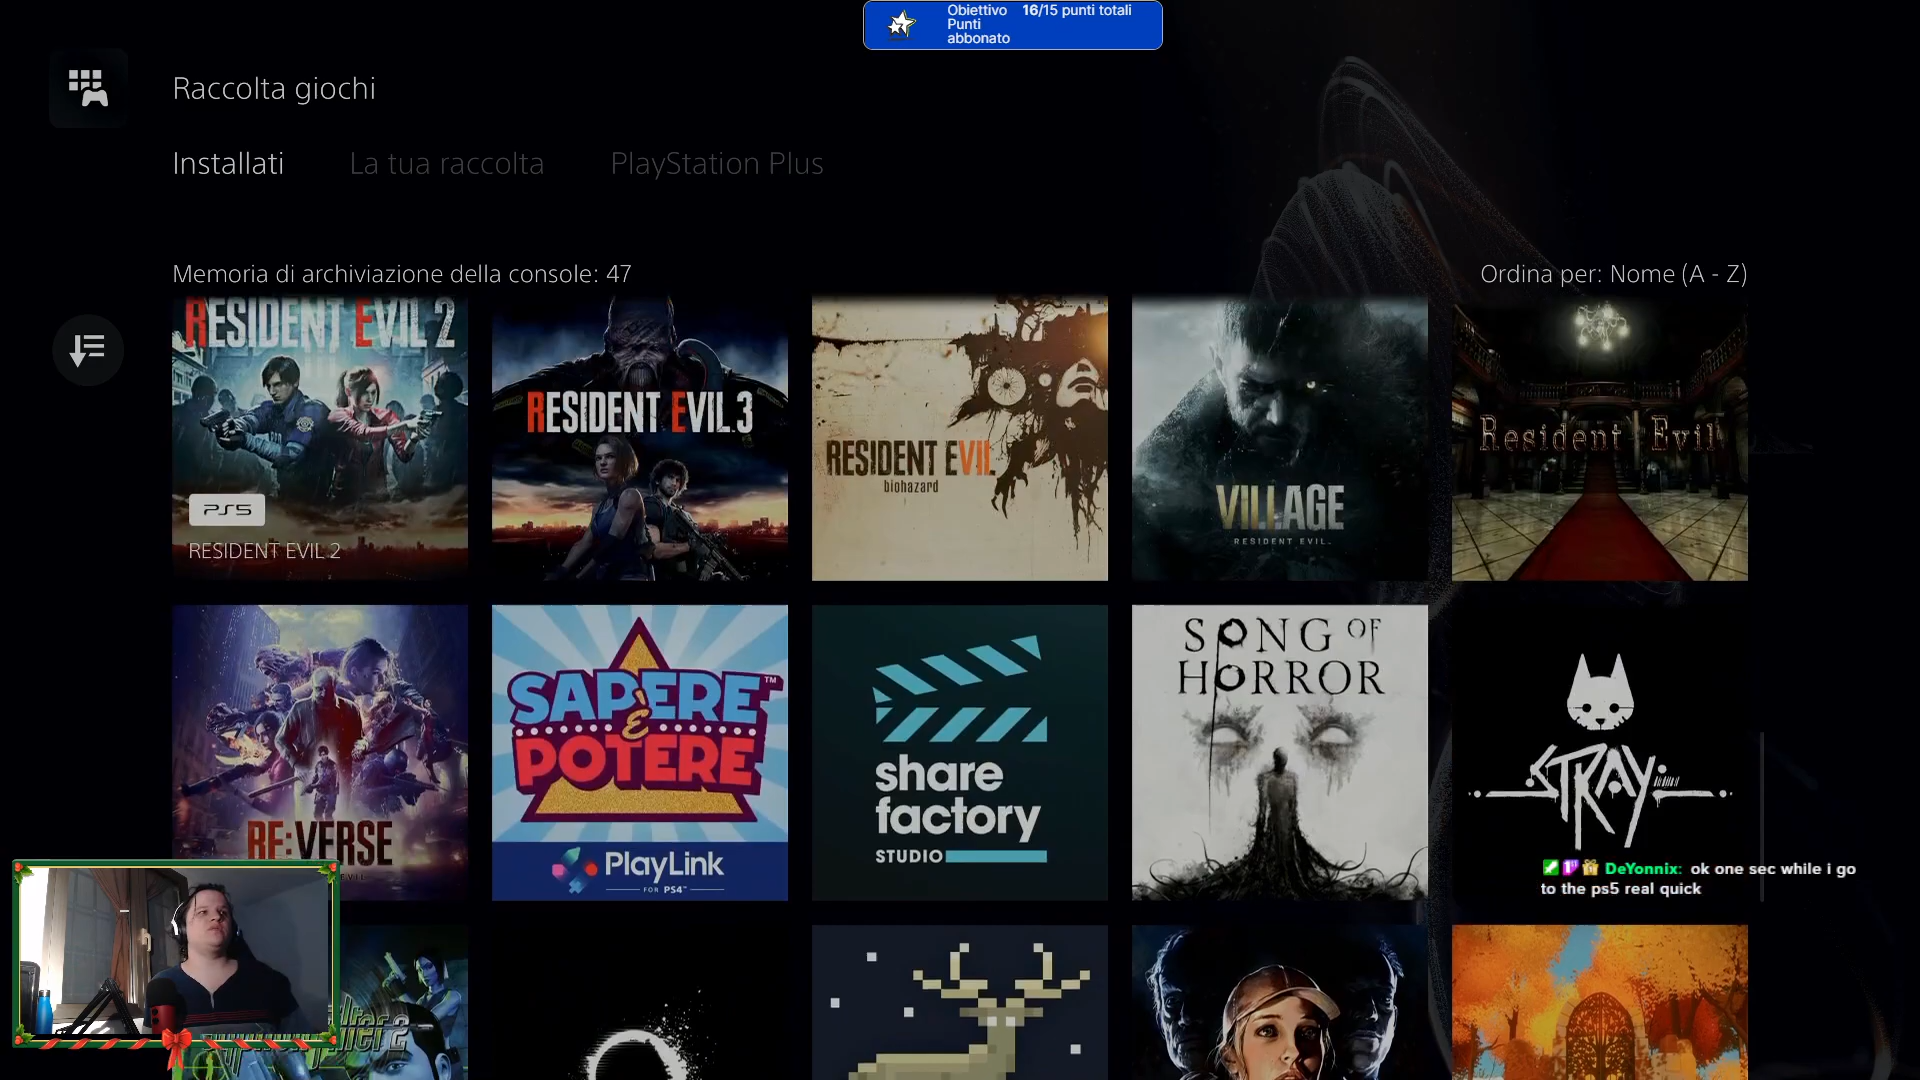 Obiettivo 16/15 punti totali
Punti
abbonato
Raccolta giochi
Installati La tua raccolta PlayStation Plus
Memoria di archiviazione della console: 47 Ordina per: Nome (A - Z)
RESIDENT EVIL 2
PS5
RESIDENT EVIL 2
RESIDENT EVIL 3
RESIDENT EVIL
biohazard
VILLAGE
RESIDENT EVIL
Resident Evil
RE:VERSE
SAPERE™
È
POTERE
PlayLink
FOR PS4™
share
factory
STUDIO
SONG OF
HORROR
STRAY
DeYonnix: ok one sec while i go
to the ps5 real quick